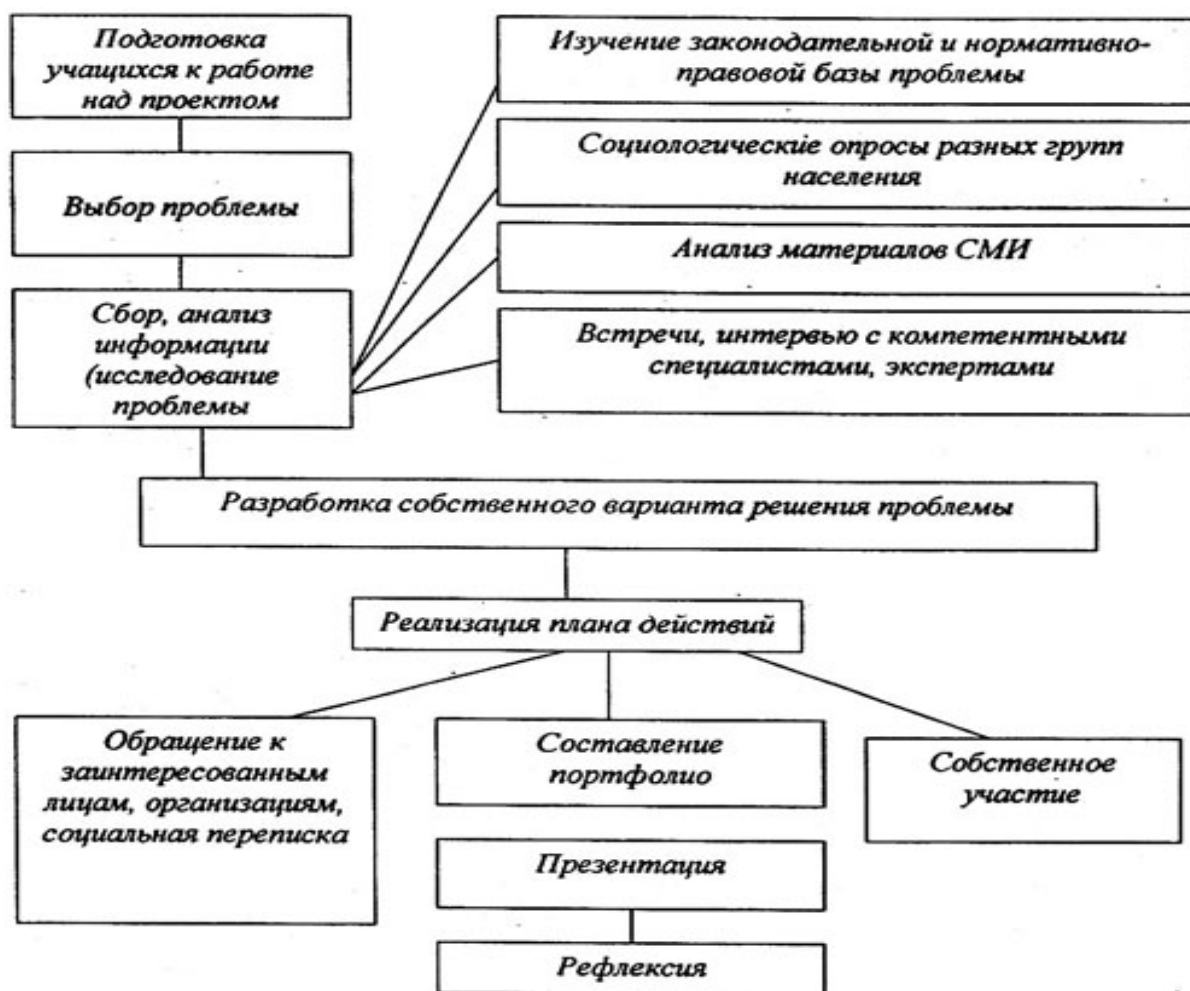 Подготовка
учащихся к работе
над проектом
Изучение законодательной и нормативно-
правовой базы проблемы
Социологические опросы разных групп
населения
Выбор проблемы
Анализ материалов СМИ
Сбор, анализ
информации
(исследование
проблемы
Встречи, интервью с компетентными
специалистами, экспертами
Разработка собственного варианта решения проблемы
Реализация плана действий
Обращение к
заинтересованным
лицам, организациям,
социальная переписка
Составление
портфолио
Собственное
участие
Презентация
Рефлексия